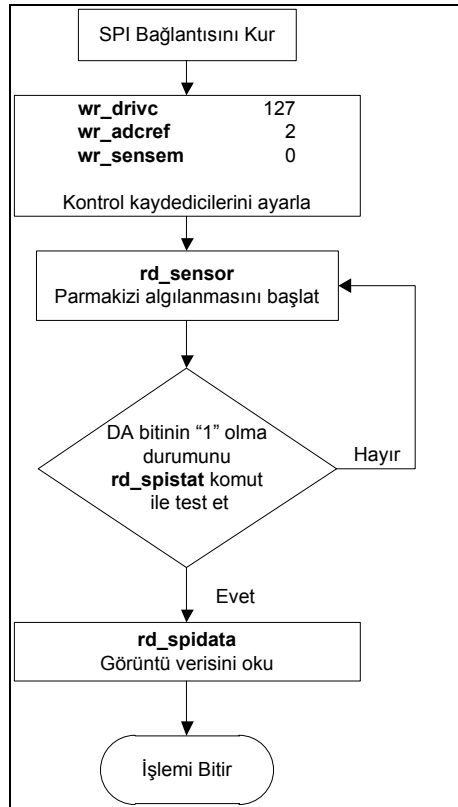 SPI Bağlantısını Kur
wr_drivc 127
wr_adcref 2
wr_sensem 0
Kontrol kaydedicilerini ayarla
rd_sensor
Parmakizi algılanmasını başlat
DA bitinin “1” olma
durumunu
rd_spistat komut
ile test et
Hayır
Evet
rd_spidata
Görüntü verisini oku
İşlemi Bitir